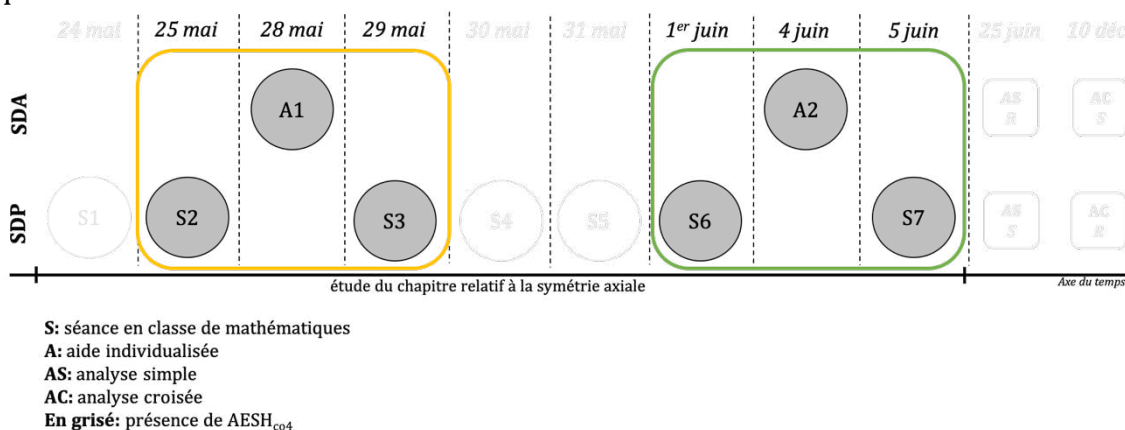 24 mai 25 mai 28 mai 29 mai 30 mai 31 mai 1er juin 4 juin 5 juin 25 juin 10 déc
SDA
A1 A2 AS R AC S
SDP
S1 S2 S3 S4 S5 S6 S7 AS S AC R
étude du chapitre relatif à la symétrie axiale
Axe du temps
S: séance en classe de mathématiques
A: aide individualisée
AS: analyse simple
AC: analyse croisée
En grisé: présence de AESHco4